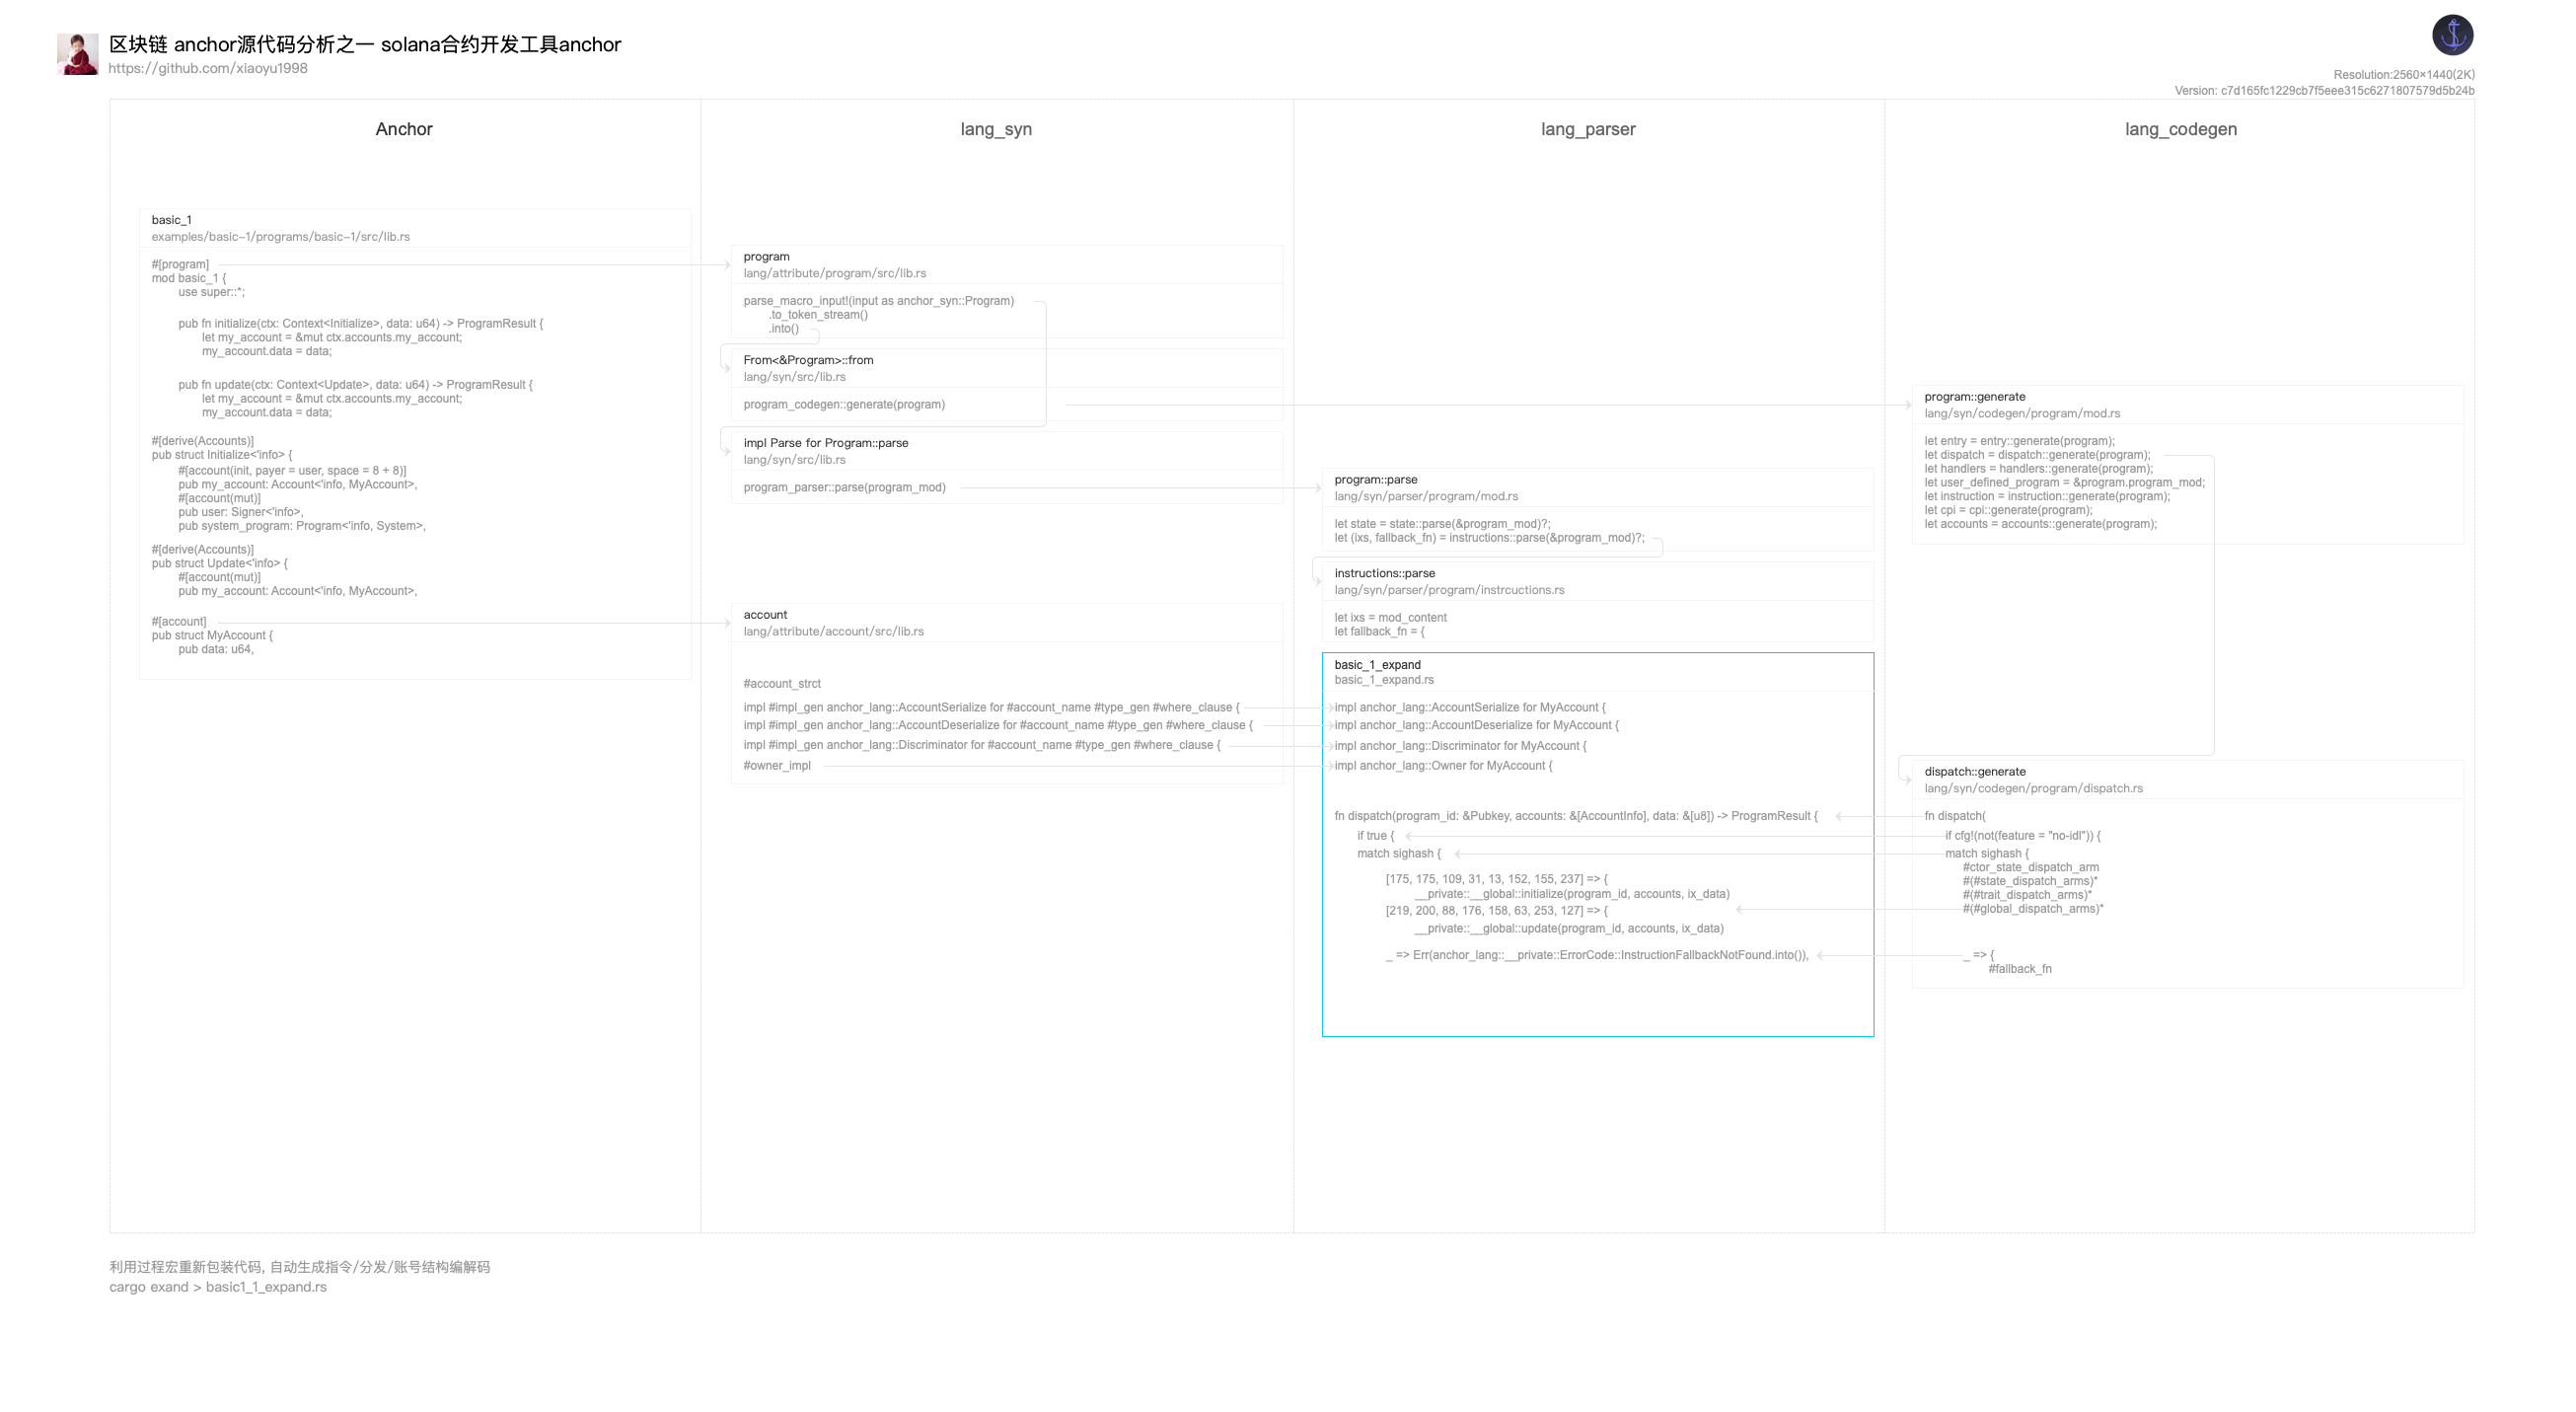 区块链 anchor源代码分析之一 solana合约开发工具anchor
https://github.com/xiaoyu1998
Resolution:2560×1440(2K)
Version: c7d165fc1229cb7f5eee315c6271807579d5b24b
Anchor
basic_1
examples/basic-1/programs/basic-1/src/lib.rs
#[program]
mod basic_1 {
use super::*;
pub fn initialize(ctx: Context<Initialize>, data: u64) -> ProgramResult {
let my_account = &mut ctx.accounts.my_account;
my_account.data = data;
pub fn update(ctx: Context<Update>, data: u64) -> ProgramResult {
let my_account = &mut ctx.accounts.my_account;
my_account.data = data;
#[derive(Accounts)]
pub struct Initialize<'info> {
#[account(init, payer = user, space = 8 + 8)]
pub my_account: Account<'info, MyAccount>,
#[account(mut)]
pub user: Signer<'info>,
pub system_program: Program<'info, System>,
#[derive(Accounts)]
pub struct Update<'info> {
#[account(mut)]
pub my_account: Account<'info, MyAccount>,
#[account]
pub struct MyAccount {
pub data: u64,
lang_syn
program
lang/attribute/program/src/lib.rs
parse_macro_input!(input as anchor_syn::Program)
.to_token_stream()
.into()
From<&Program>::from
lang/syn/src/lib.rs
program_codegen::generate(program)
impl Parse for Program::parse
lang/syn/src/lib.rs
program_parser::parse(program_mod)
account
lang/attribute/account/src/lib.rs
#account_strct
impl #impl_gen anchor_lang::AccountSerialize for #account_name #type_gen #where_clause {
impl #impl_gen anchor_lang::AccountDeserialize for #account_name #type_gen #where_clause {
impl #impl_gen anchor_lang::Discriminator for #account_name #type_gen #where_clause {
#owner_impl
lang_parser
program::parse
lang/syn/parser/program/mod.rs
let state = state::parse(&program_mod)?;
let (ixs, fallback_fn) = instructions::parse(&program_mod)?;
instructions::parse
lang/syn/parser/program/instrcuctions.rs
let ixs = mod_content
let fallback_fn = {
basic_1_expand
basic_1_expand.rs
impl anchor_lang::AccountSerialize for MyAccount {
impl anchor_lang::AccountDeserialize for MyAccount {
impl anchor_lang::Discriminator for MyAccount {
impl anchor_lang::Owner for MyAccount {
fn dispatch(program_id: &Pubkey, accounts: &[AccountInfo], data: &[u8]) -> ProgramResult {
if true {
match sighash {
[175, 175, 109, 31, 13, 152, 155, 237] => {
__private::__global::initialize(program_id, accounts, ix_data)
[219, 200, 88, 176, 158, 63, 253, 127] => {
__private::__global::update(program_id, accounts, ix_data)
_ => Err(anchor_lang::__private::ErrorCode::InstructionFallbackNotFound.into()),
lang_codegen
program::generate
lang/syn/codegen/program/mod.rs
let entry = entry::generate(program);
let dispatch = dispatch::generate(program);
let handlers = handlers::generate(program);
let user_defined_program = &program.program_mod;
let instruction = instruction::generate(program);
let cpi = cpi::generate(program);
let accounts = accounts::generate(program);
dispatch::generate
lang/syn/codegen/program/dispatch.rs
fn dispatch(
if cfg!(not(feature = "no-idl")) {
match sighash {
#ctor_state_dispatch_arm
#(#state_dispatch_arms)*
#(#trait_dispatch_arms)*
#(#global_dispatch_arms)*
_ => {
#fallback_fn
利用过程宏重新包装代码, 自动生成指令/分发/账号结构编解码
cargo exand > basic1_1_expand.rs